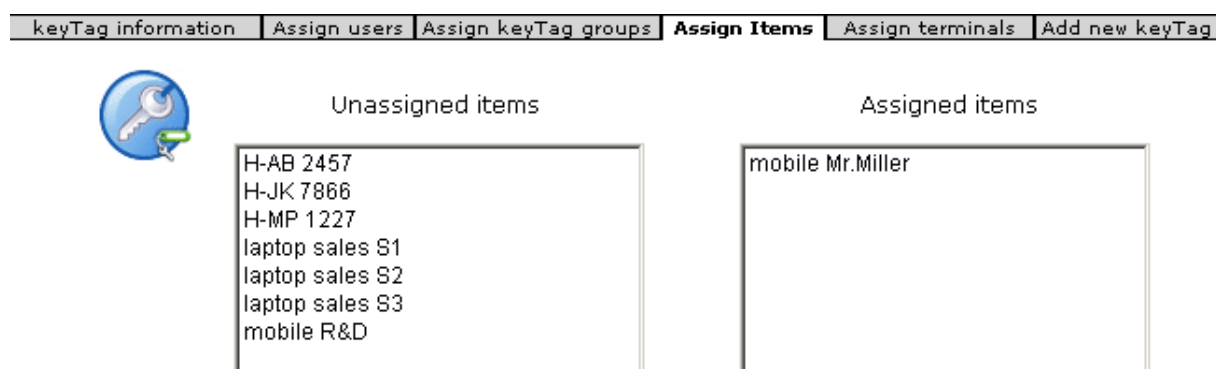 keyTag information Assign users Assign keyTag groups Assign Items Assign terminals Add new keyTag
Unassigned items
Assigned items
H-AB 2457
H-JK 7866
H-MP 1227
laptop sales S1
laptop sales S2
laptop sales S3
mobile R&D
mobile Mr.Miller